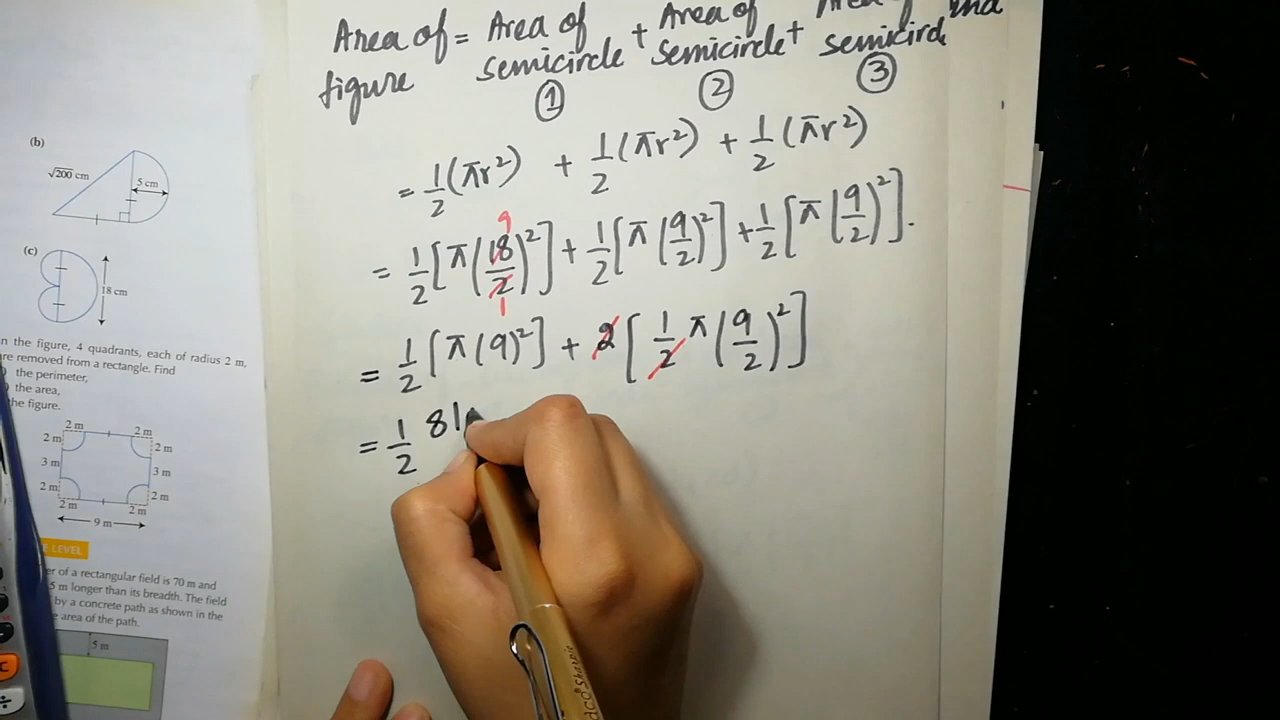 Area of = Area of + Area of
figure semicircle semicircle + semicircle
① ② ③
= 1/2 (πr²) + 1/2 (πr²) + 1/2 (πr²)
9
= 1/2 [π(18/2)²] + 1/2 [π(9/2)²] + 1/2 [π(9/2)²].
1
= 1/2 [π(9)²] + 2 [1/2 π(9/2)²]
= 1/2 81
(b)
√200 cm
5 cm
(c)
18 cm
n the figure, 4 quadrants, each of radius 2 m,
re removed from a rectangle. Find
the perimeter,
the area,
the figure.
2 m 2 m
2 m 2 m
3 m 3 m
2 m 2 m
2 m 2 m
9 m
LEVEL
er of a rectangular field is 70 m and
5 m longer than its breadth. The field
by a concrete path as shown in the
e area of the path.
5 m
C
÷
Sharpie